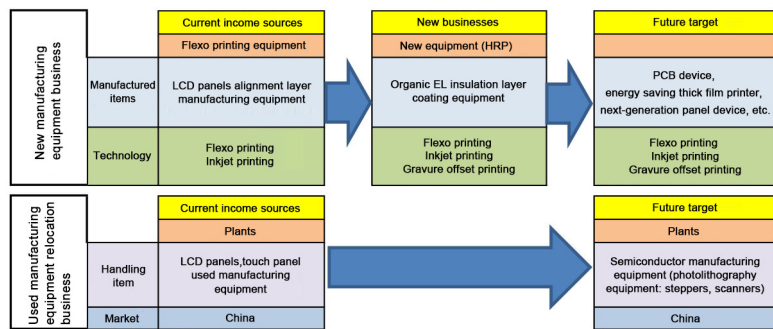 Current income sources
New businesses
Future target
Flexo printing equipment
New equipment (HRP)
New manufacturing
equipment business
Manufactured
items
LCD panels alignment layer
manufacturing equipment
Organic EL insulation layer
coating equipment
PCB device,
energy saving thick film printer,
next-generation panel device, etc.
Technology
Flexo printing
Inkjet printing
Flexo printing
Inkjet printing
Gravure offset printing
Flexo printing
Inkjet printing
Gravure offset printing
Current income sources
Future target
Plants
Plants
Used manufacturing
equipment relocation
business
Handling
item
LCD panels,touch panel
used manufacturing
equipment
Semiconductor manufacturing
equipment (photolithography
equipment: steppers, scanners)
Market
China
China